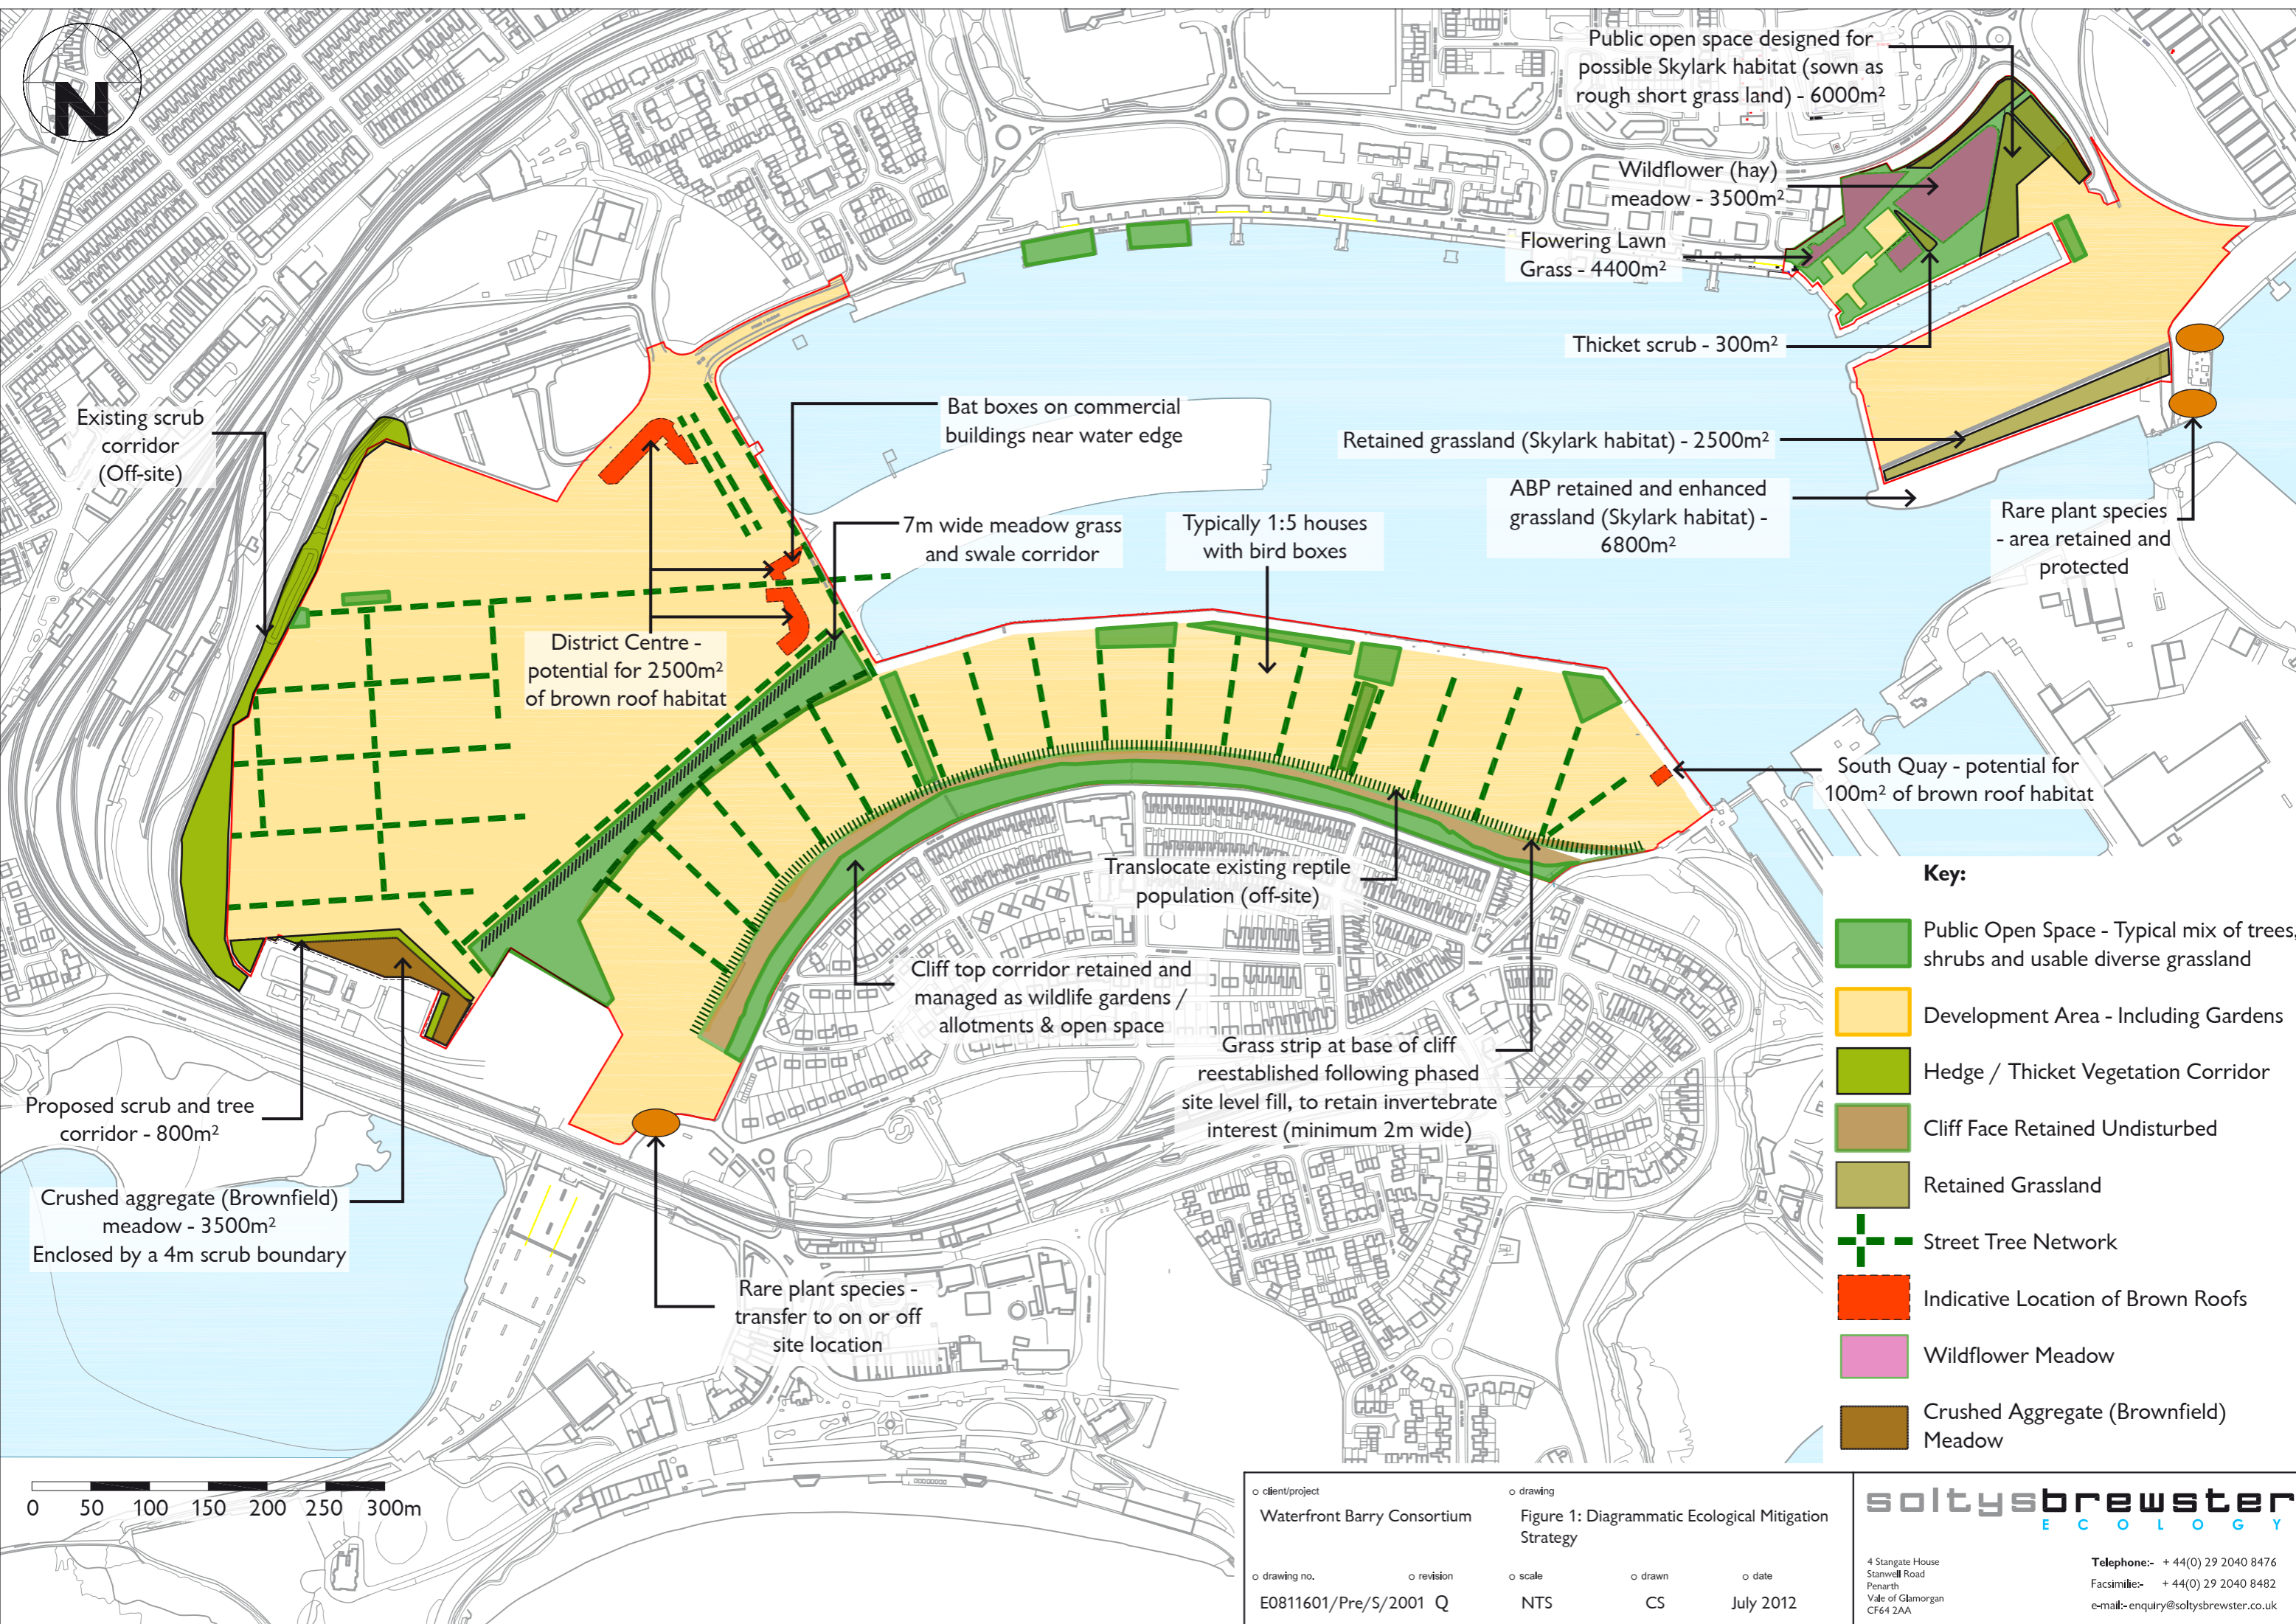 N
Public open space designed for
possible Skylark habitat (sown as
rough short grass land) - 6000m²
Wildflower (hay)
meadow - 3500m²
Flowering Lawn
Grass - 4400m²
Thicket scrub - 300m²
Existing scrub
corridor
(Off-site)
Bat boxes on commercial
buildings near water edge
Retained grassland (Skylark habitat) - 2500m²
ABP retained and enhanced
grassland (Skylark habitat) -
6800m²
Rare plant species
- area retained and
protected
7m wide meadow grass
and swale corridor
Typically 1:5 houses
with bird boxes
District Centre -
potential for 2500m²
of brown roof habitat
South Quay - potential for
100m² of brown roof habitat
Translocate existing reptile
population (off-site)
Cliff top corridor retained and
managed as wildlife gardens /
allotments & open space
Grass strip at base of cliff
reestablished following phased
site level fill, to retain invertebrate
interest (minimum 2m wide)
Proposed scrub and tree
corridor - 800m²
Crushed aggregate (Brownfield)
meadow - 3500m²
Enclosed by a 4m scrub boundary
Rare plant species -
transfer to on or off
site location
Key:
Public Open Space - Typical mix of trees,
shrubs and usable diverse grassland
Development Area - Including Gardens
Hedge / Thicket Vegetation Corridor
Cliff Face Retained Undisturbed
Retained Grassland
Street Tree Network
Indicative Location of Brown Roofs
Wildflower Meadow
Crushed Aggregate (Brownfield)
Meadow
0 50 100 150 200 250 300m
client/project
Waterfront Barry Consortium
drawing
Figure 1: Diagrammatic Ecological Mitigation
Strategy
drawing no. revision scale drawn date
E0811601/Pre/S/2001 Q NTS CS July 2012
soltysbrewster
ECOLOGY
4 Stangate House
Stanwell Road
Penarth
Vale of Glamorgan
CF64 2AA
Telephone:- + 44(0) 29 2040 8476
Facsimilie:- + 44(0) 29 2040 8482
e-mail:- enquiry@soltysbrewster.co.uk